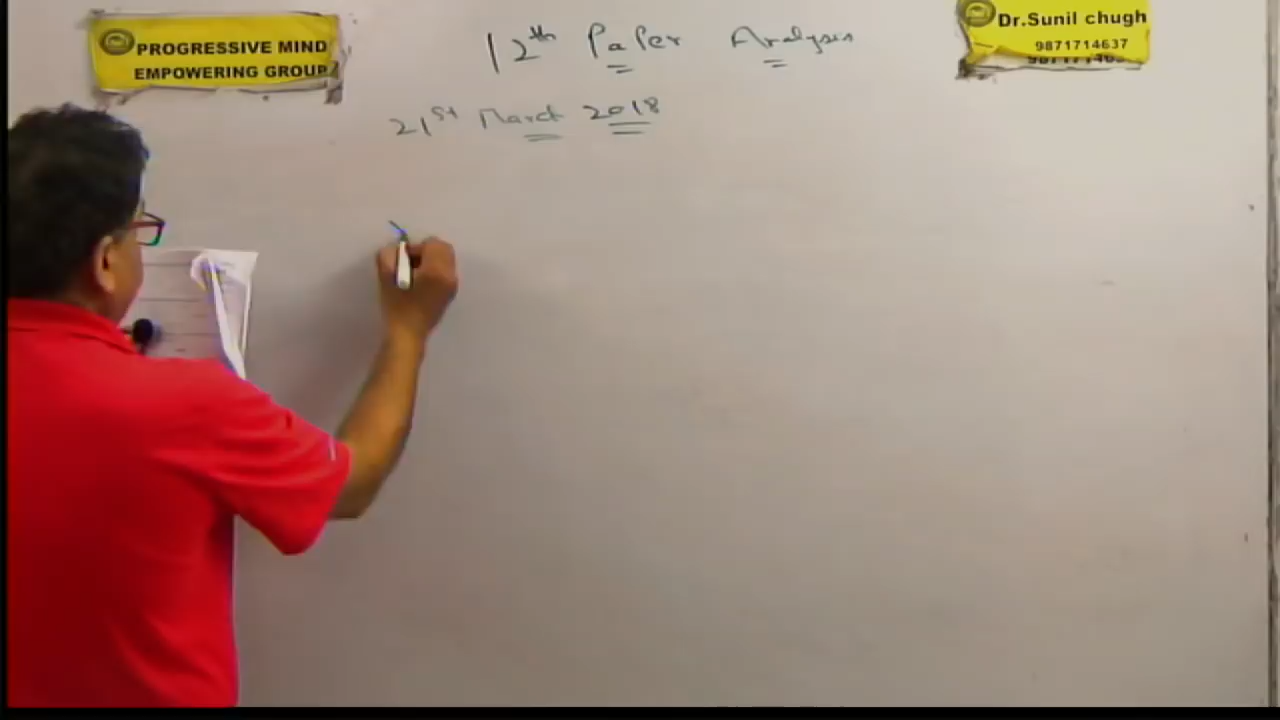 PROGRESSIVE MIND
EMPOWERING GROUP
12th Paper Analysis
Dr.Sunil chugh
9871714637
21st March 2018